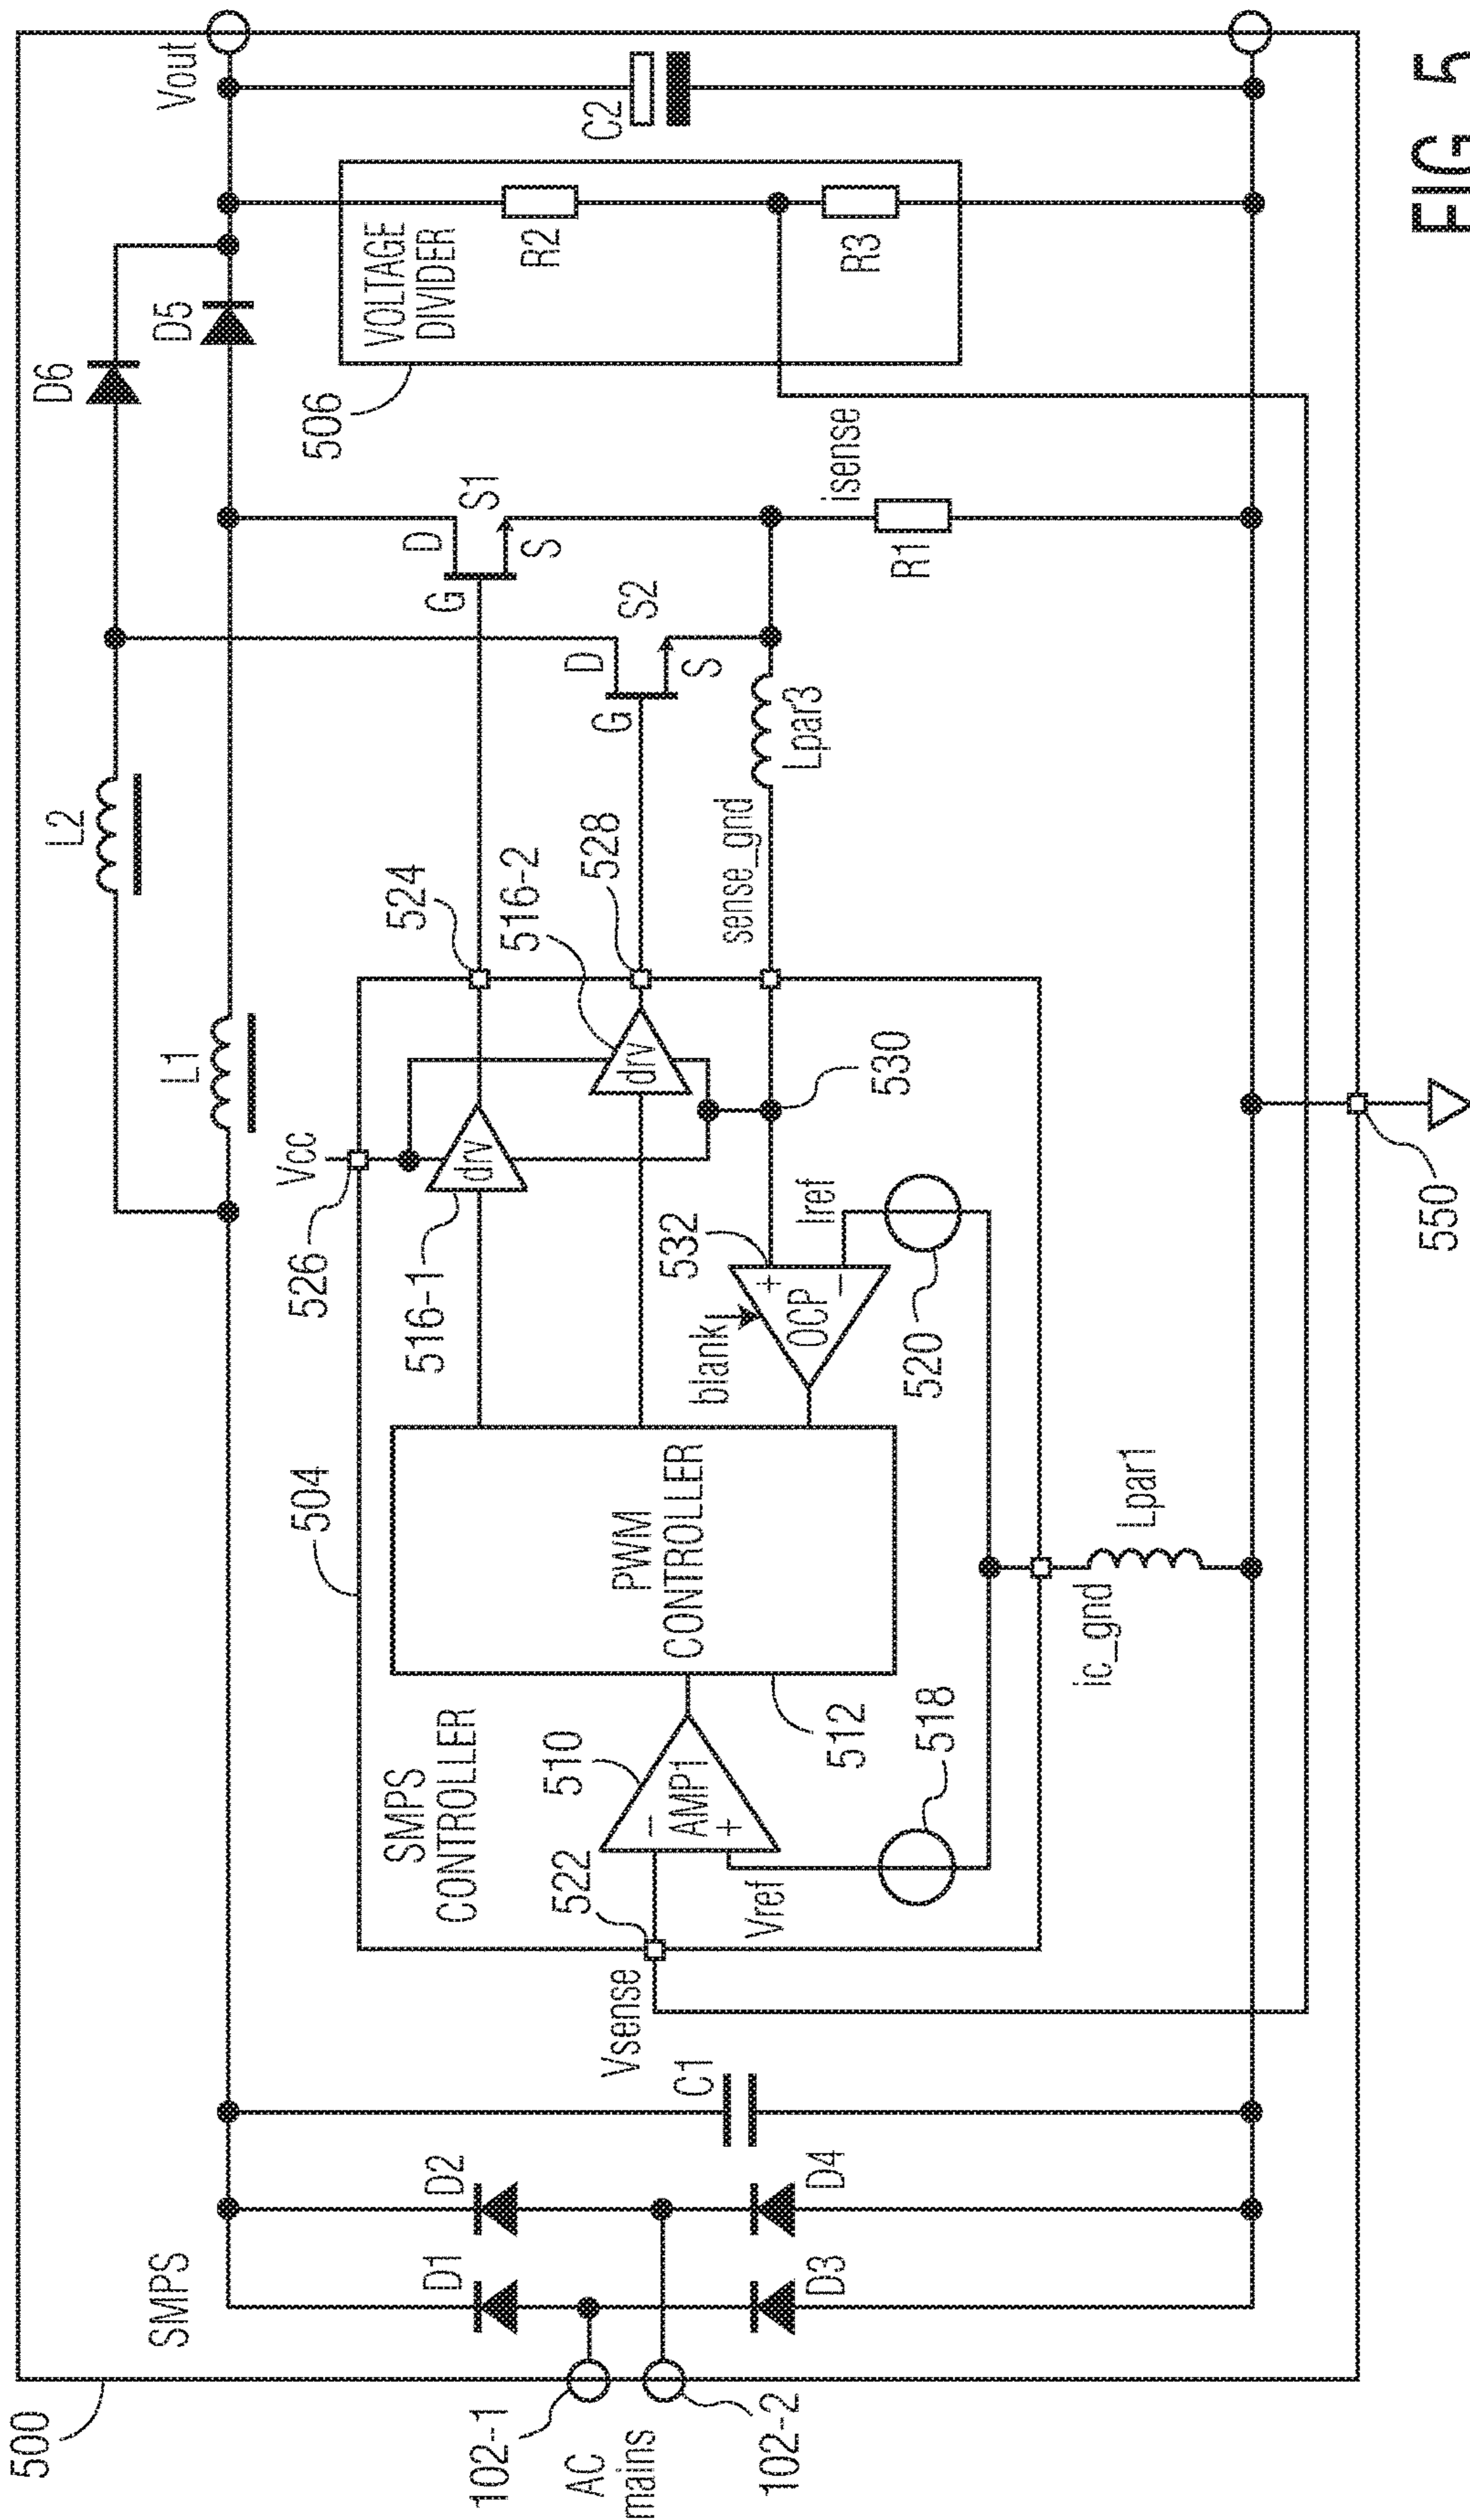 500
SMPS
102-1
AC
mains
102-2
D1
D2
D3
D4
C1
Vsense
522
SMPS
CONTROLLER
504
510
AMP1
−
+
Vref
518
512
PWM
CONTROLLER
ic_gnd
Lpar1
526
Vcc
516-1
drv
516-2
drv
524
528
blank
532
+
OCP
−
Iref
520
530
550
L1
L2
sense_gnd
Lpar3
G
D
S
S2
G
D
S
S1
isense
R1
D6
D5
506
VOLTAGE
DIVIDER
R2
R3
C2
Vout
FIG. 5